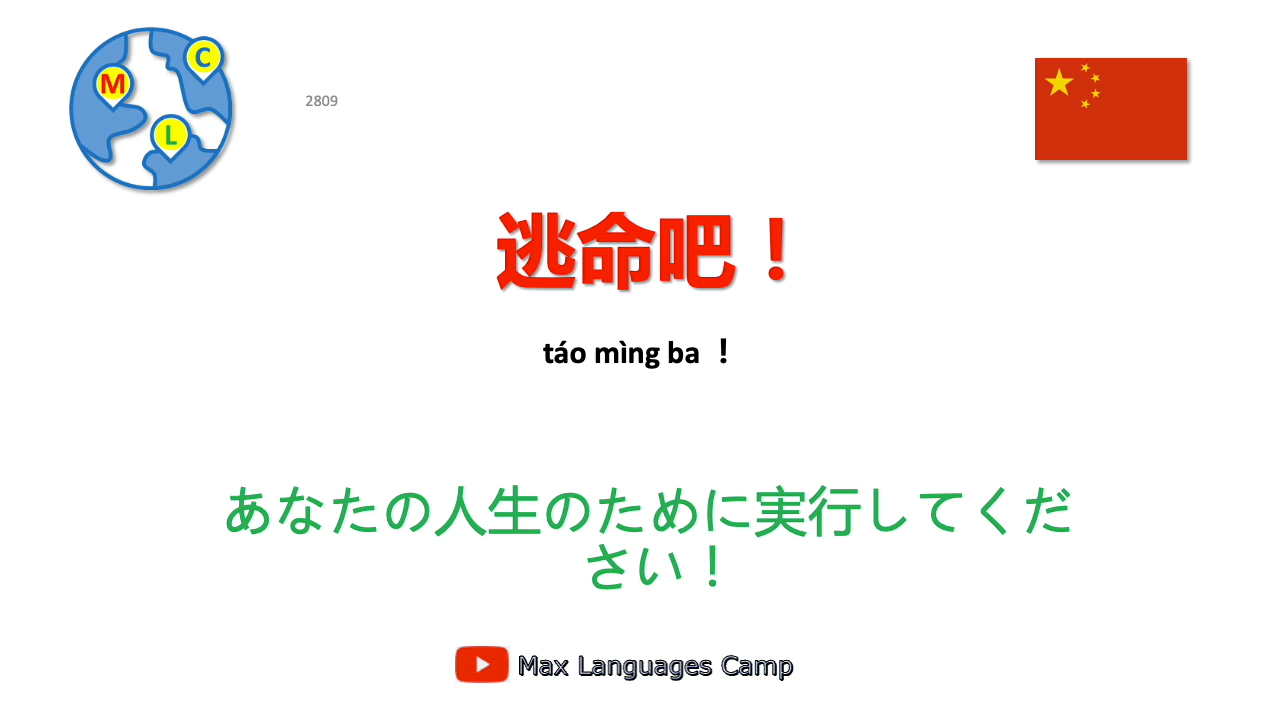 C
M
L
2809
逃命吧！
táo mìng ba ！
あなたの人生のために実行してくだ
さい！
Max Languages Camp